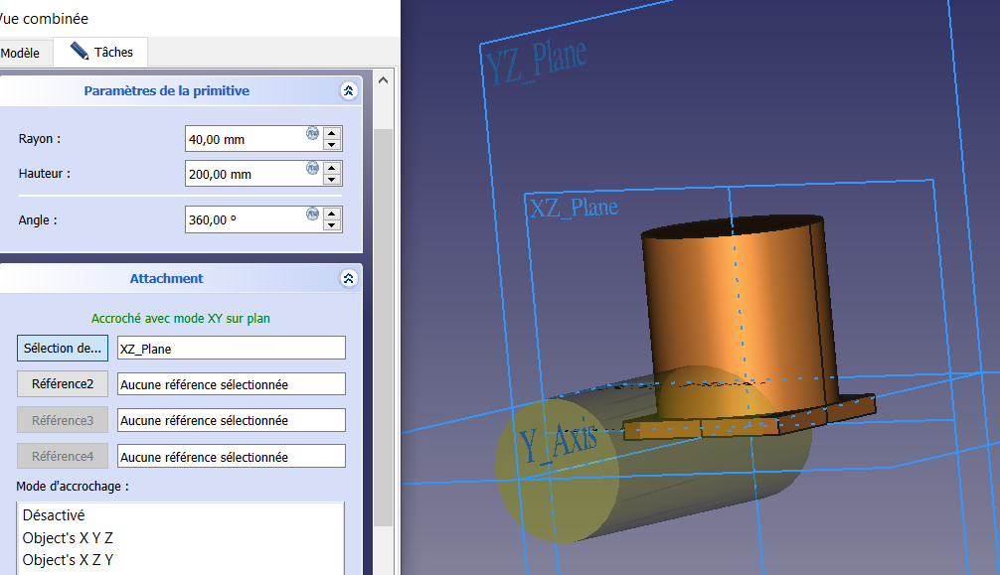 Vue combinée
Modèle
Tâches
Paramètres de la primitive
Rayon :
40,00 mm
Hauteur :
200,00 mm
Angle :
360,00 º
Attachment
Accroché avec mode XY sur plan
Sélection de...
XZ_Plane
Référence2
Aucune référence sélectionnée
Référence3
Aucune référence sélectionnée
Référence4
Aucune référence sélectionnée
Mode d'accrochage :
Désactivé
Object's X Y Z
Object's X Z Y
YZ_Plane
XZ_Plane
Y_Axis